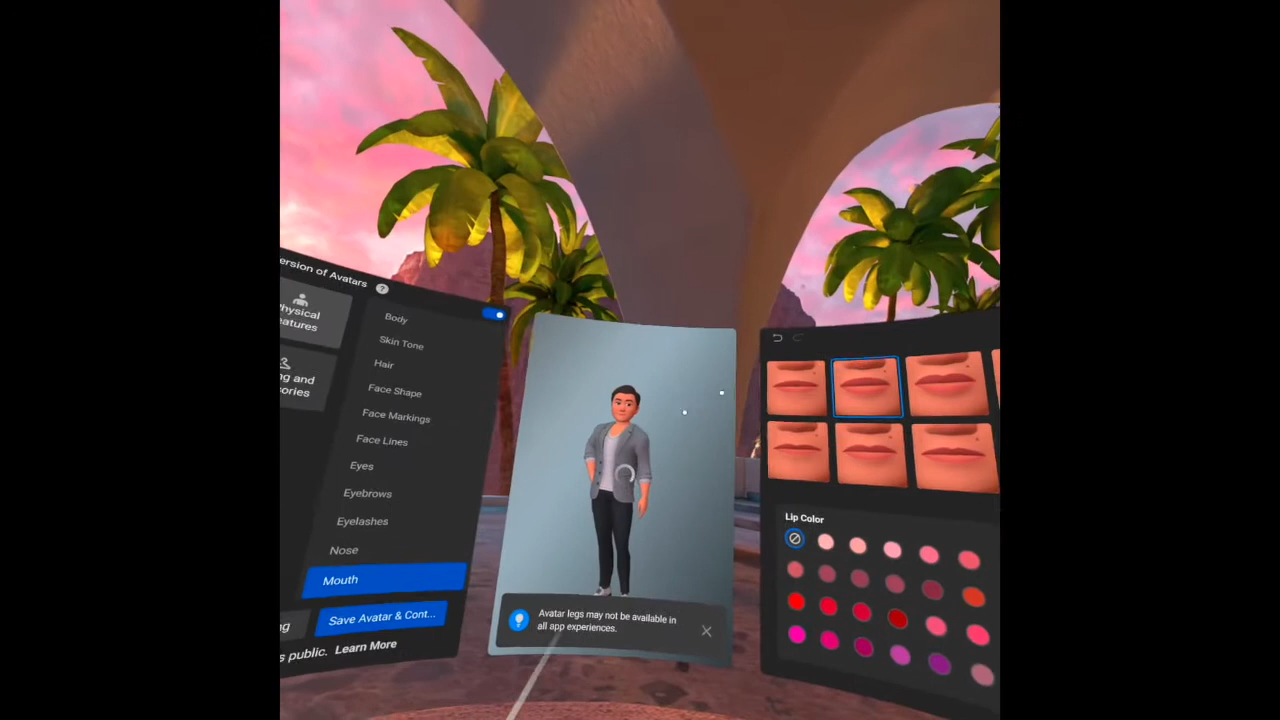 ersion of Avatars ?
hysical
eatures
ng and
ories
Body
Skin Tone
Hair
Face Shape
Face Markings
Face Lines
Eyes
Eyebrows
Eyelashes
Nose
Mouth
ng
Save Avatar & Cont...
s public. Learn More
Avatar legs may not be available in
all app experiences.
Lip Color